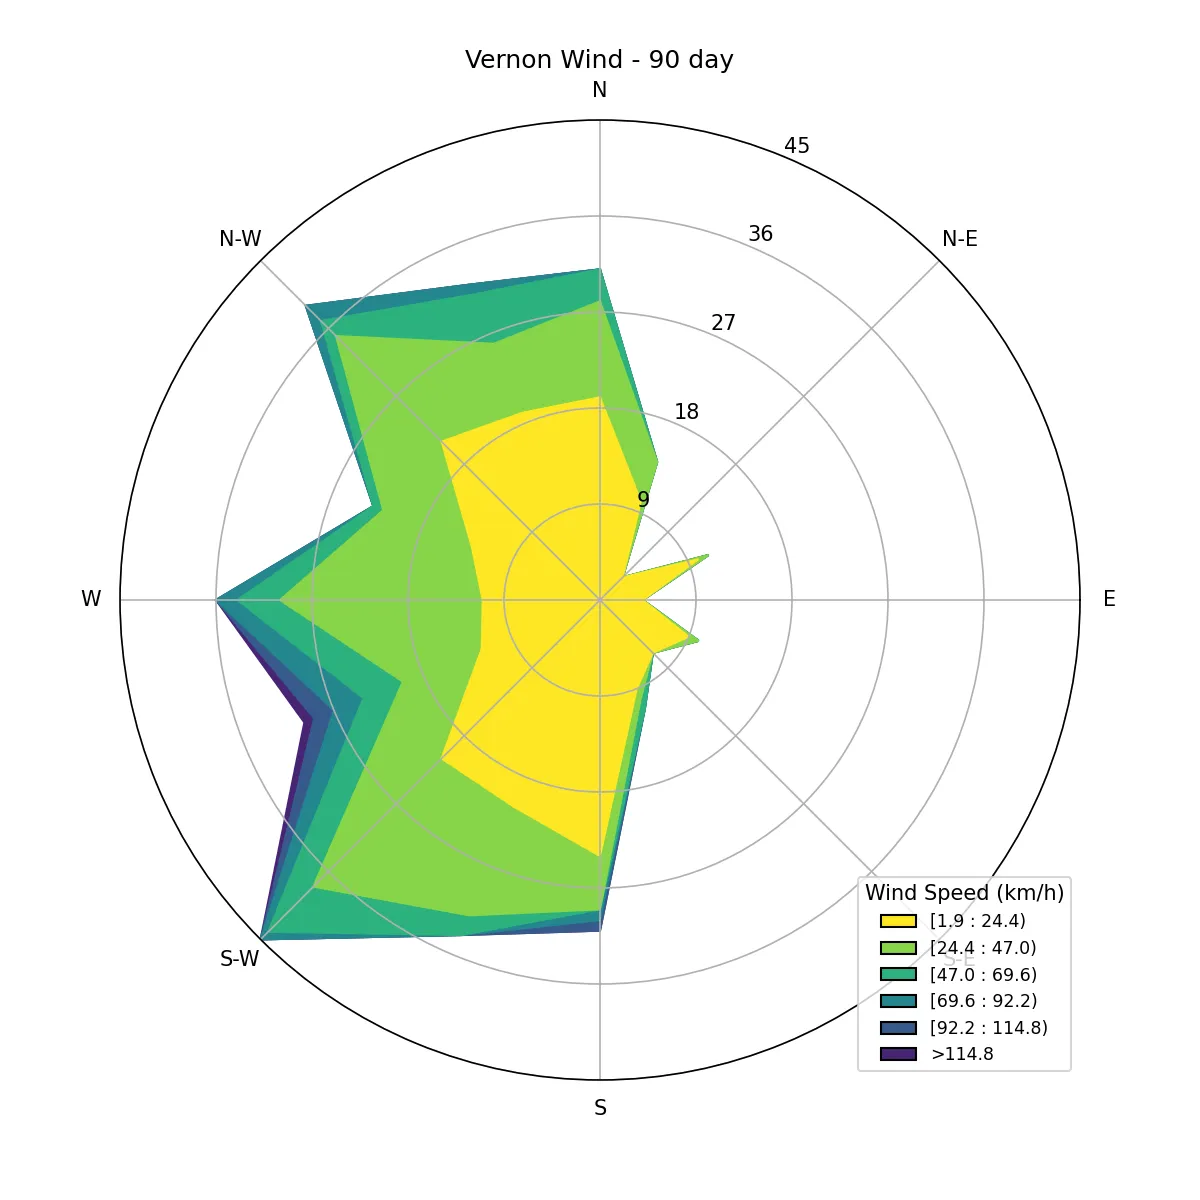 Vernon Wind - 90 day
N
45
N-W
36
N-E
27
18
9
W
E
S-W
S-E
S
Wind Speed (km/h)
[1.9 : 24.4)
[24.4 : 47.0)
[47.0 : 69.6)
[69.6 : 92.2)
[92.2 : 114.8)
>114.8